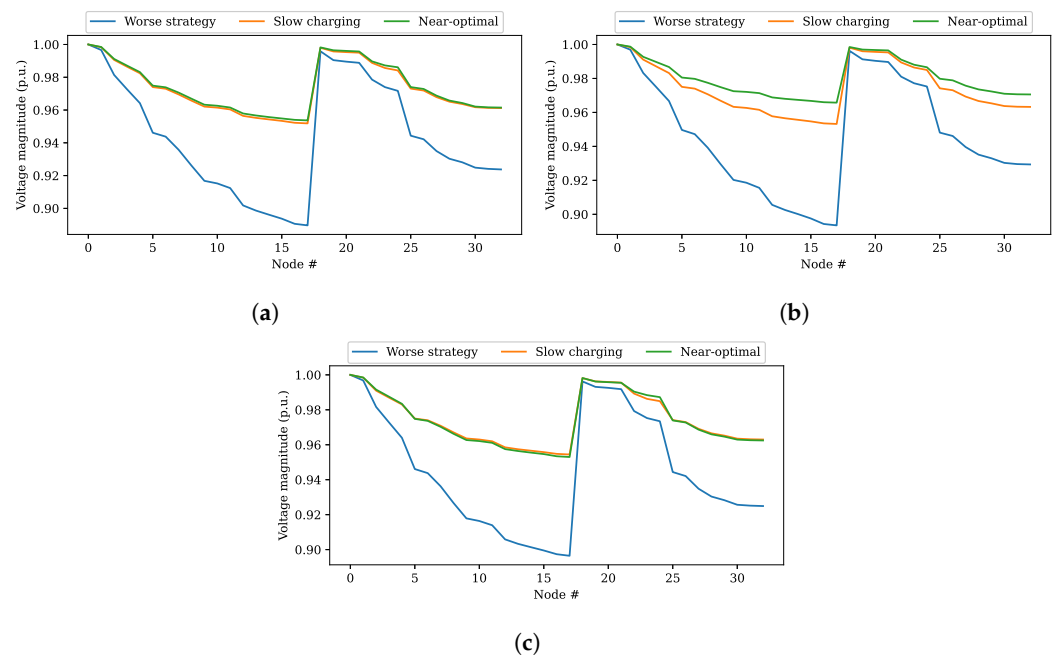 Worse strategy Slow charging Near-optimal
1.00
0.98
0.96
0.94
0.92
0.90
Voltage magnitude (p.u.)
0 5 10 15 20 25 30
Node #
(a)
Worse strategy Slow charging Near-optimal
1.00
0.98
0.96
0.94
0.92
0.90
Voltage magnitude (p.u.)
0 5 10 15 20 25 30
Node #
(b)
Worse strategy Slow charging Near-optimal
1.00
0.98
0.96
0.94
0.92
0.90
Voltage magnitude (p.u.)
0 5 10 15 20 25 30
Node #
(c)